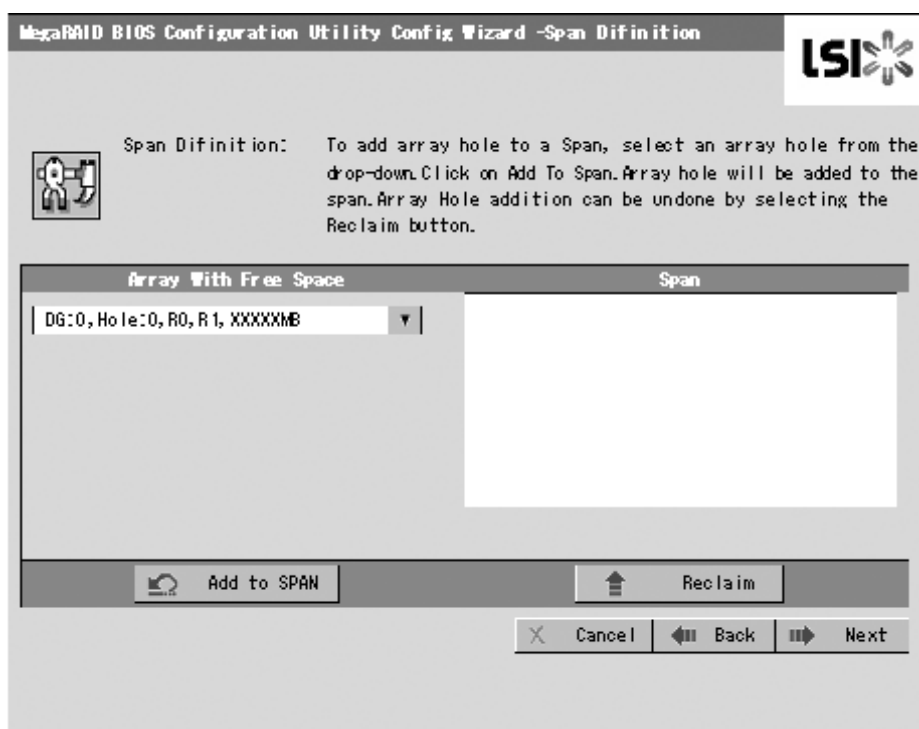 MegaRAID BIOS Configuration Utility Config Wizard -Span Difinition
LSI
Span Difinition:
To add array hole to a Span, select an array hole from the
drop-down.Click on Add To Span.Array hole will be added to the
span.Array Hole addition can be undone by selecting the
Reclaim button.
Array With Free Space
Span
DG:0,Hole:0,R0,R1,XXXXXMB
Add to SPAN
Reclaim
Cancel
Back
Next